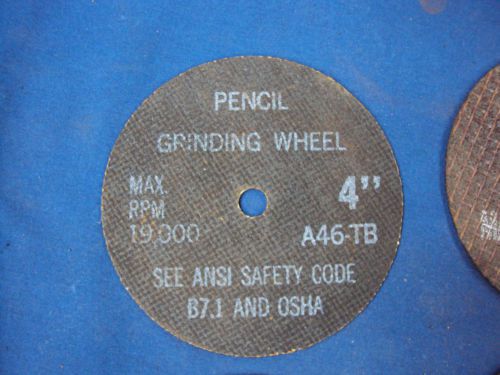 PENCIL
GRINDING WHEEL
MAX. 4"
RPM
19,000 A46-TB
SEE ANSI SAFETY CODE
B7.1 AND OSHA